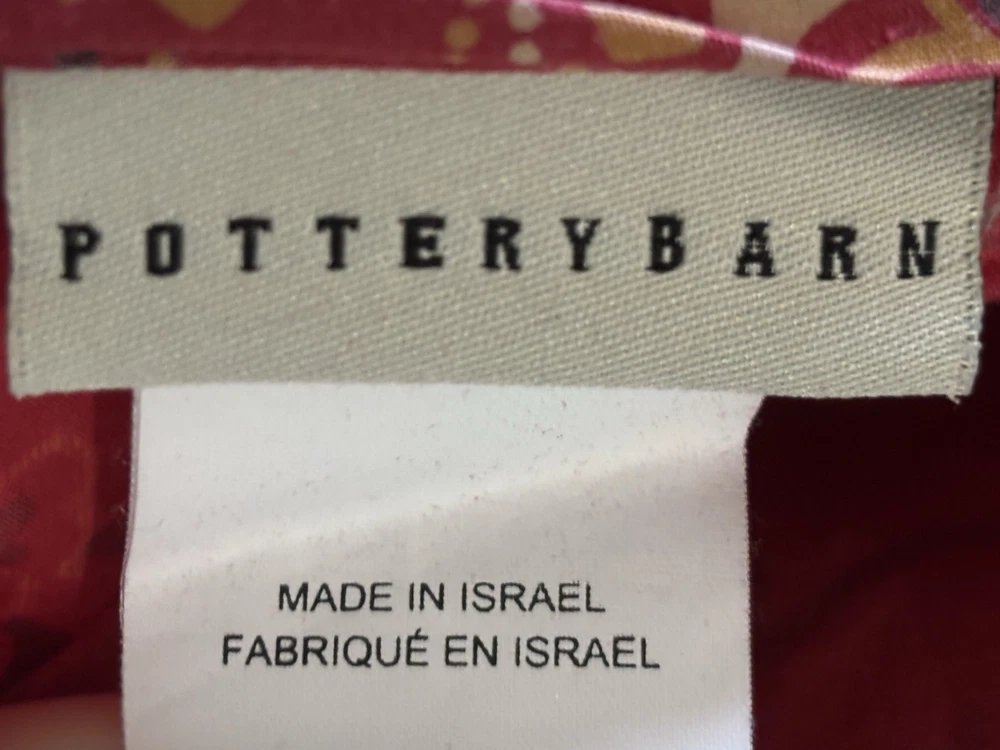 POTTERYBARN
MADE IN ISRAEL
FABRIQUÉ EN ISRAEL